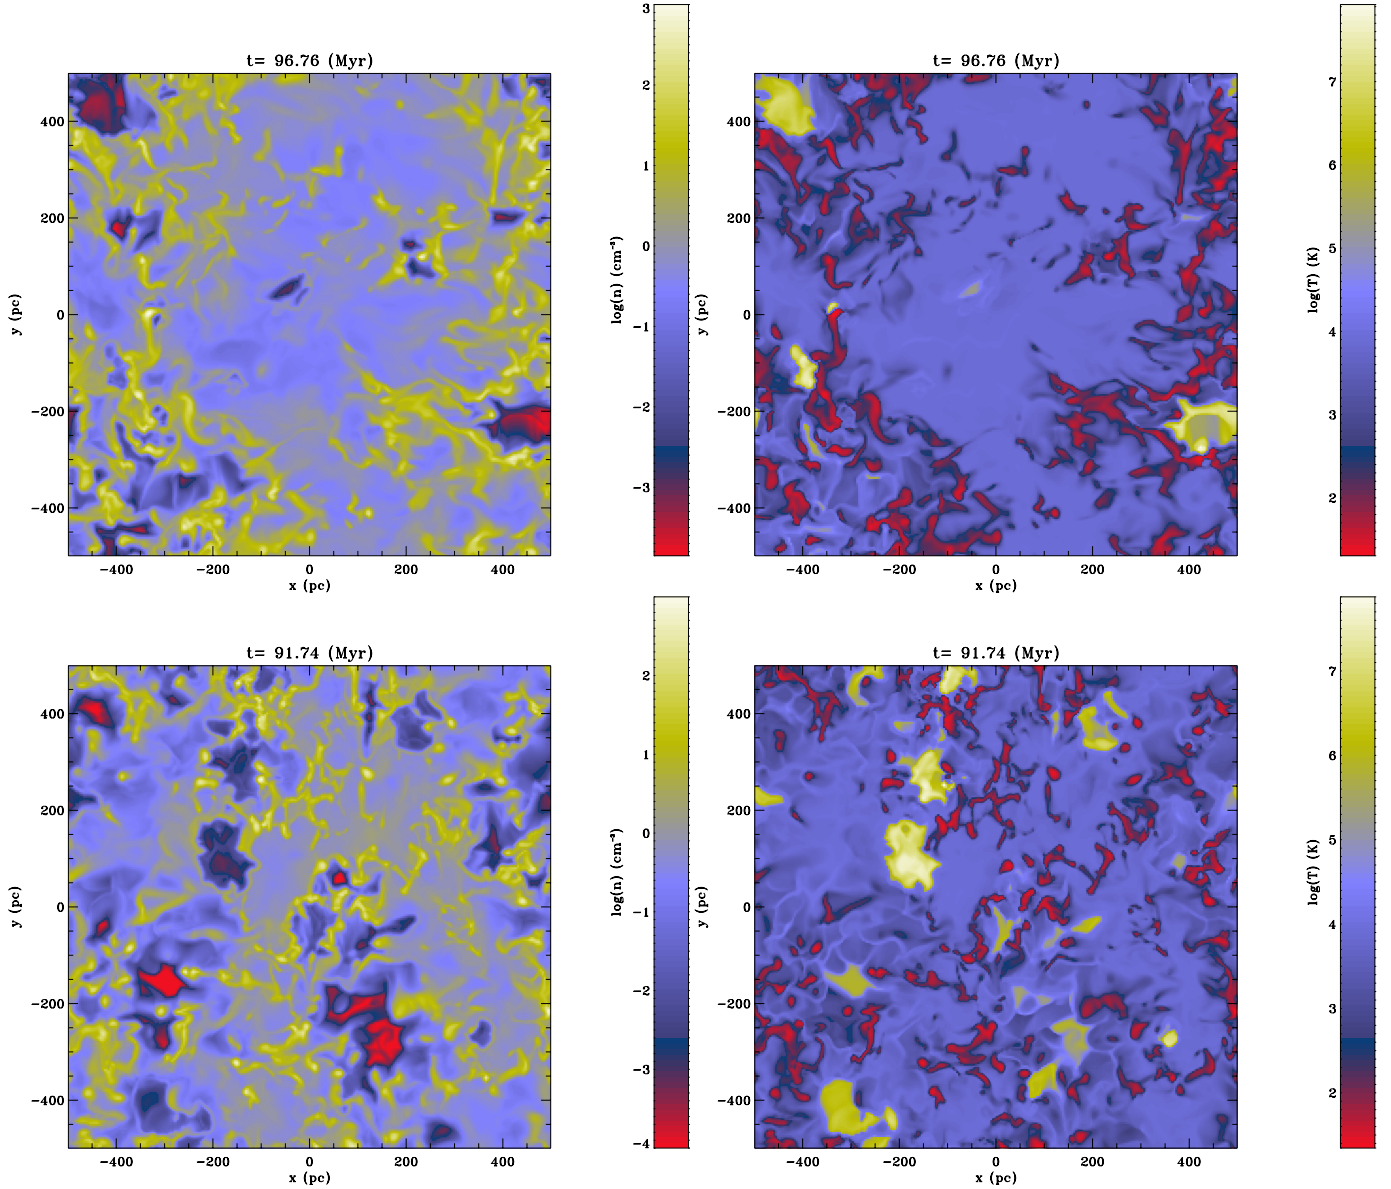 t= 96.76 (Myr)
400
200
0
−200
−400
y (pc)
−400 −200 0 200 400
x (pc)
3
2
1
0
−1
−2
−3
log(n) (cm⁻³)
t= 96.76 (Myr)
400
200
0
−200
−400
y (pc)
−400 −200 0 200 400
x (pc)
7
6
5
4
3
2
log(T) (K)
t= 91.74 (Myr)
400
200
0
−200
−400
y (pc)
−400 −200 0 200 400
x (pc)
2
1
0
−1
−2
−3
−4
log(n) (cm⁻³)
t= 91.74 (Myr)
400
200
0
−200
−400
y (pc)
−400 −200 0 200 400
x (pc)
7
6
5
4
3
2
log(T) (K)